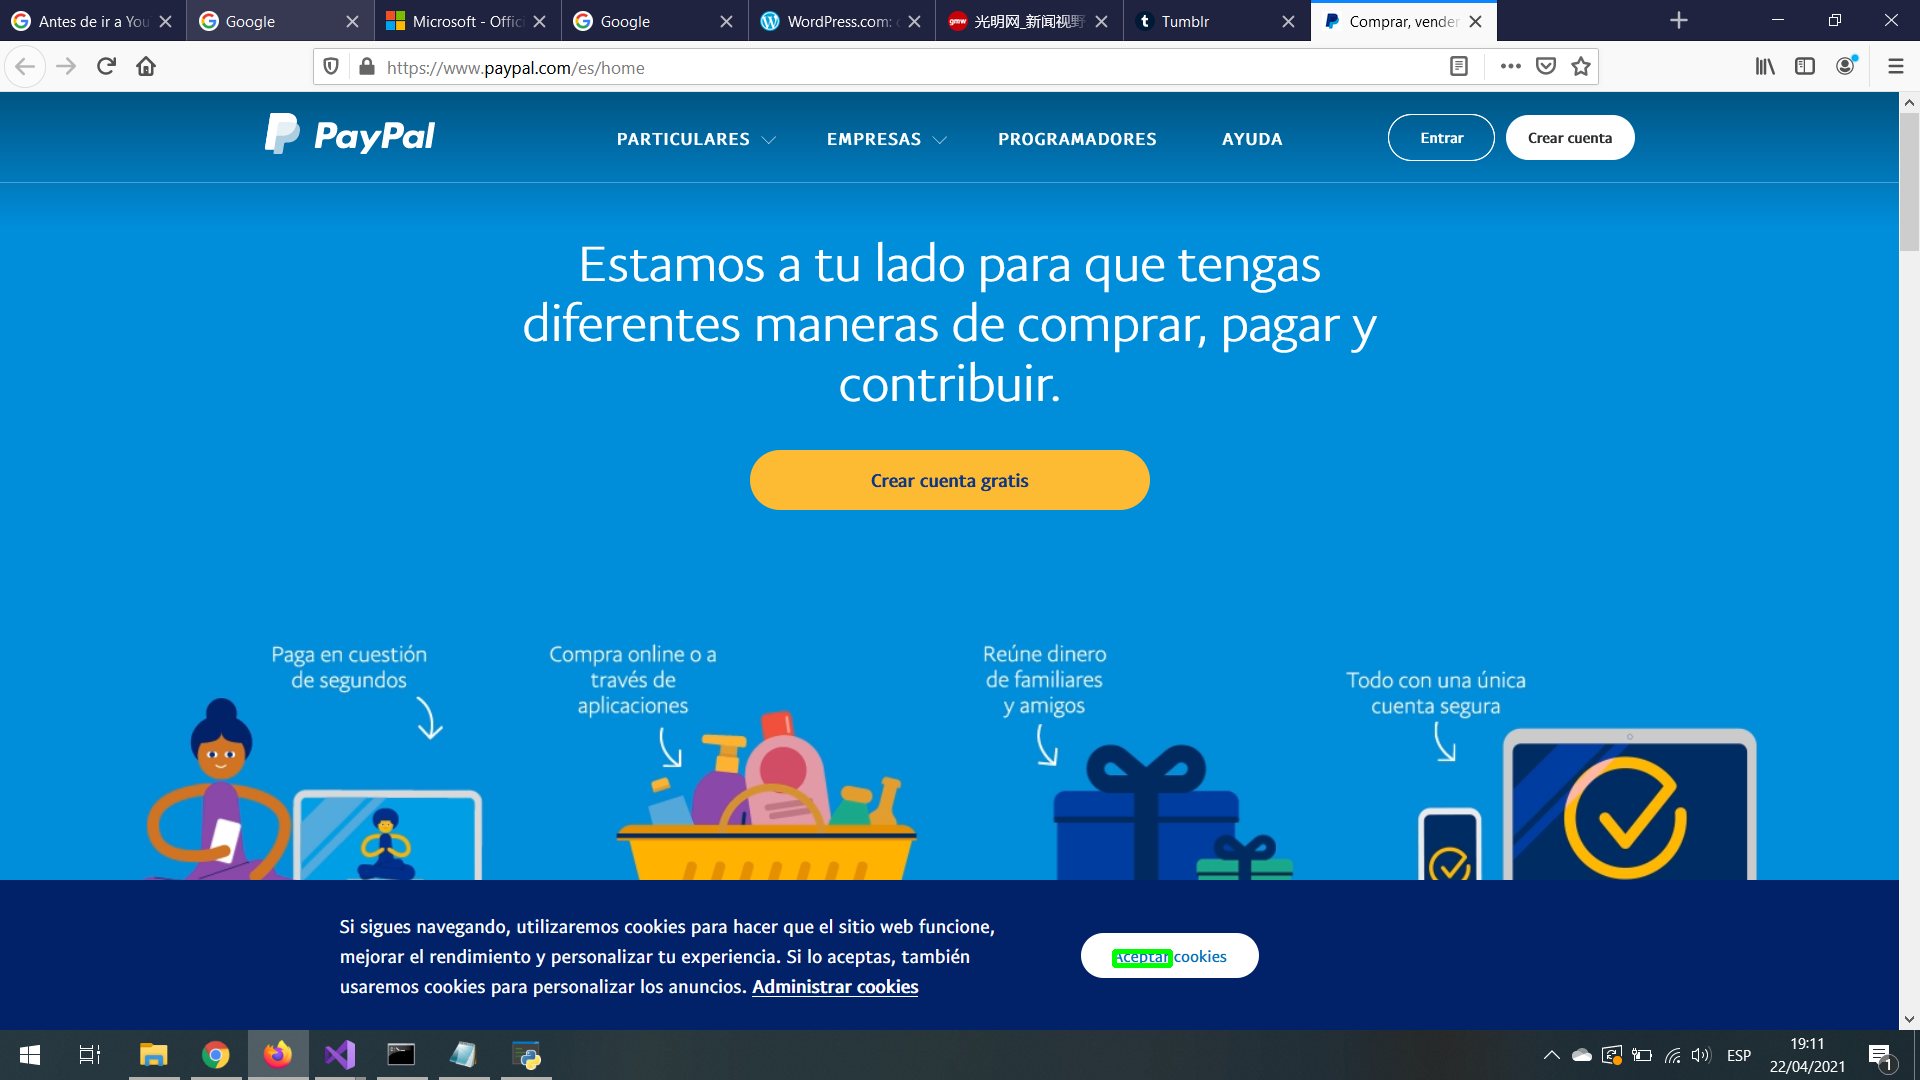 Antes de ir a You
Google
Microsoft - Offici
Google
WordPress.com: c
光明网_新闻视野
Tumblr
Comprar, vender
https://www.paypal.com/es/home
PayPal
PARTICULARES
EMPRESAS
PROGRAMADORES
AYUDA
Entrar
Crear cuenta
Estamos a tu lado para que tengas
diferentes maneras de comprar, pagar y
contribuir.
Crear cuenta gratis
Paga en cuestión
de segundos
Compra online o a
través de
aplicaciones
Reúne dinero
de familiares
y amigos
Todo con una única
cuenta segura
Si sigues navegando, utilizaremos cookies para hacer que el sitio web funcione,
mejorar el rendimiento y personalizar tu experiencia. Si lo aceptas, también
usaremos cookies para personalizar los anuncios. Administrar cookies
Aceptar cookies
ESP
19:11
22/04/2021
1